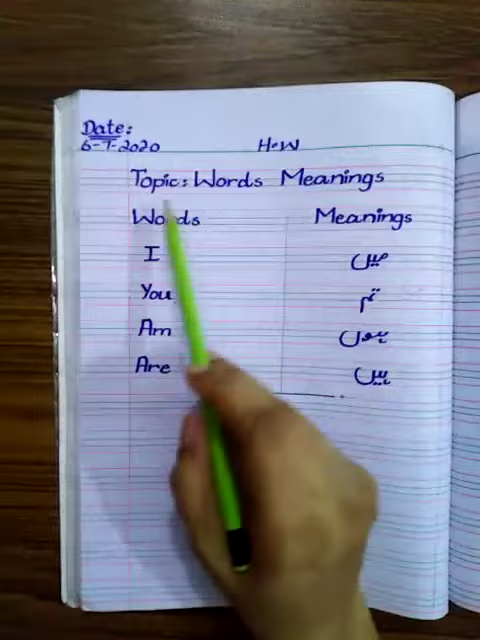 Date:
6-7-2020 H.W
Topic: Words Meanings
Words Meanings
I میں
You تم
Am ہوں
Are ہیں